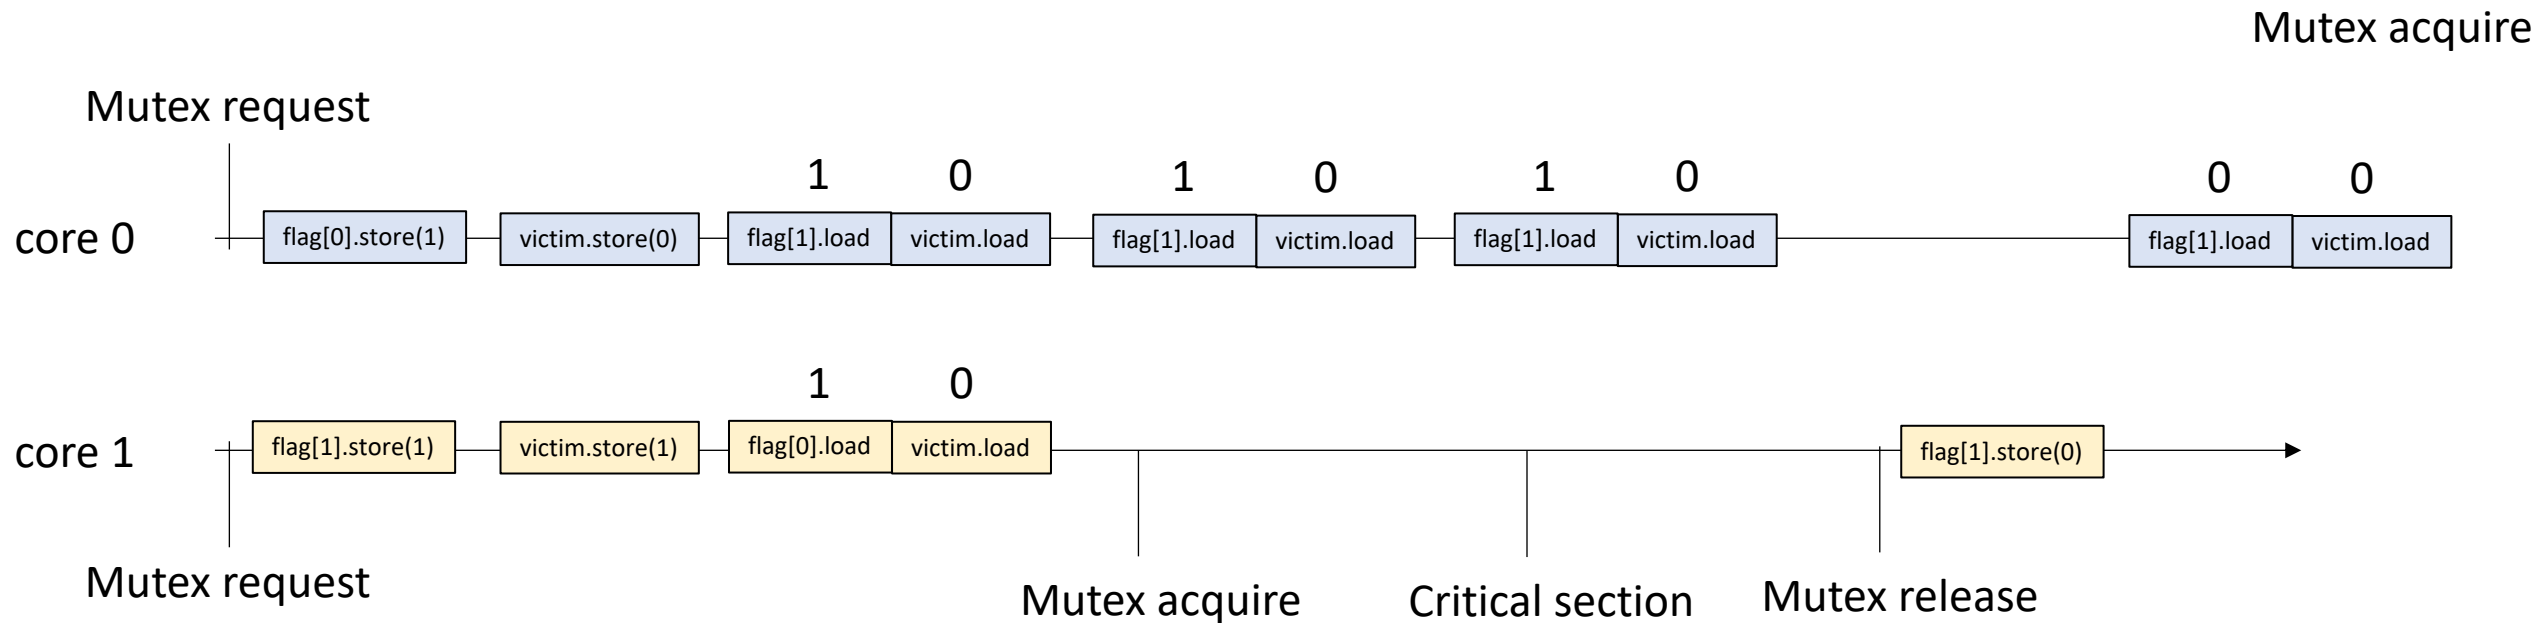 Mutex acquire
Mutex request
1 0 1 0 1 0 0 0
core 0 flag[0].store(1) victim.store(0) flag[1].load victim.load flag[1].load victim.load flag[1].load victim.load flag[1].load victim.load
1 0
core 1 flag[1].store(1) victim.store(1) flag[0].load victim.load flag[1].store(0)
Mutex request Mutex acquire Critical section Mutex release